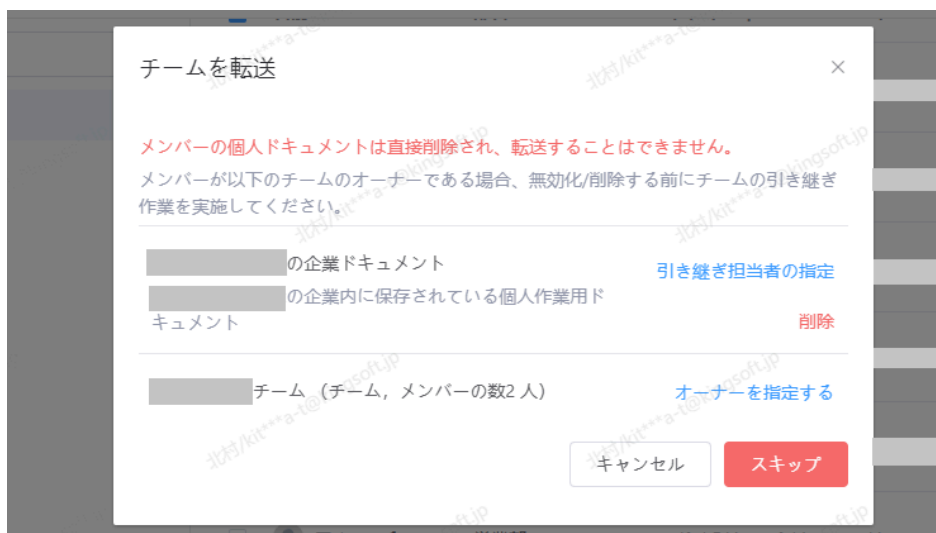 チームを転送
メンバーの個人ドキュメントは直接削除され、転送することはできません。
メンバーが以下のチームのオーナーである場合、無効化/削除する前にチームの引き継ぎ
作業を実施してください。
の企業ドキュメント
引き継ぎ担当者の指定
の企業内に保存されている個人作業用ド
キュメント
削除
チーム（チーム，メンバーの数2 人）
オーナーを指定する
キャンセル
スキップ
北村/kit***a-t@kingsoft.jp